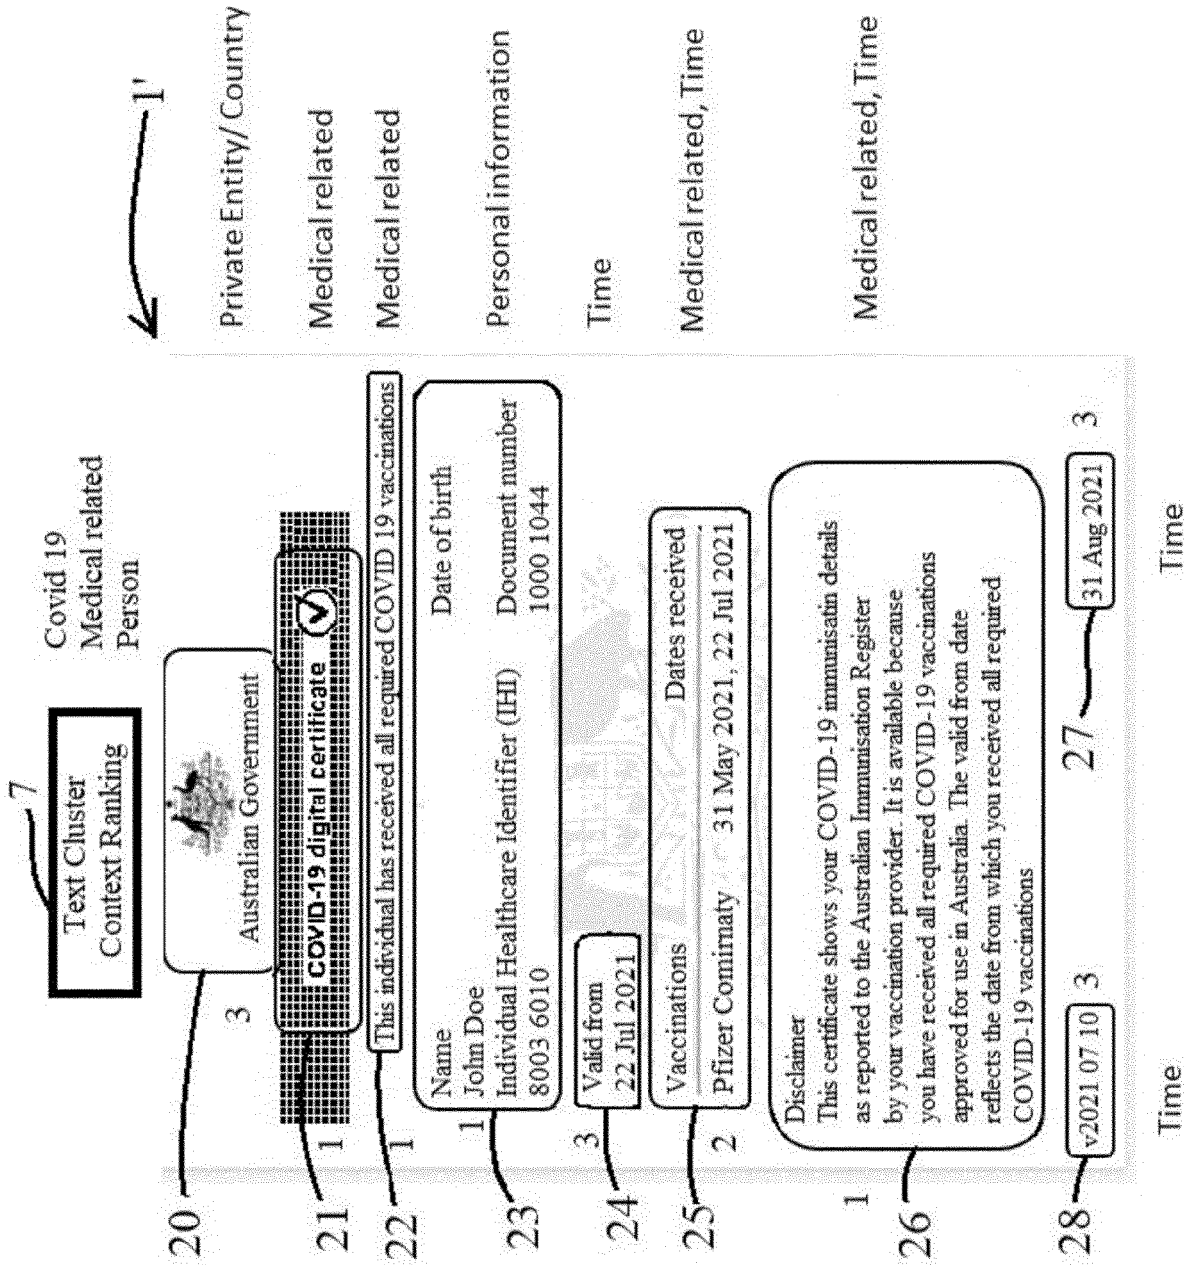 7
Text Cluster
Context Ranking
Covid 19
Medical related
Person
1'
20
3
Australian Government
Private Entity/ Country
21
1
COVID-19 digital certificate
Medical related
22
1
This individual has received all required COVID 19 vaccinations
Medical related
23
1
Name
John Doe
Individual Healthcare Identifier (IHI)
8003 6010
Date of birth
Document number
1000 1044
Personal information
24
3
Valid from
22 Jul 2021
Time
25
2
Vaccinations Dates received
Pfizer Comirnaty 31 May 2021, 22 Jul 2021
Medical related, Time
26
1
Disclaimer
This certificate shows your COVID-19 immunisatin details
as reported to the Australian Immunisation Register
by your vaccination provider. It is available because
you have received all required COVID-19 vaccinations
approved for use in Australia. The valid from date
reflects the date from which you received all required
COVID-19 vaccinations
Medical related, Time
28
v2021 07 10 3
27
31 Aug 2021 3
Time
Time